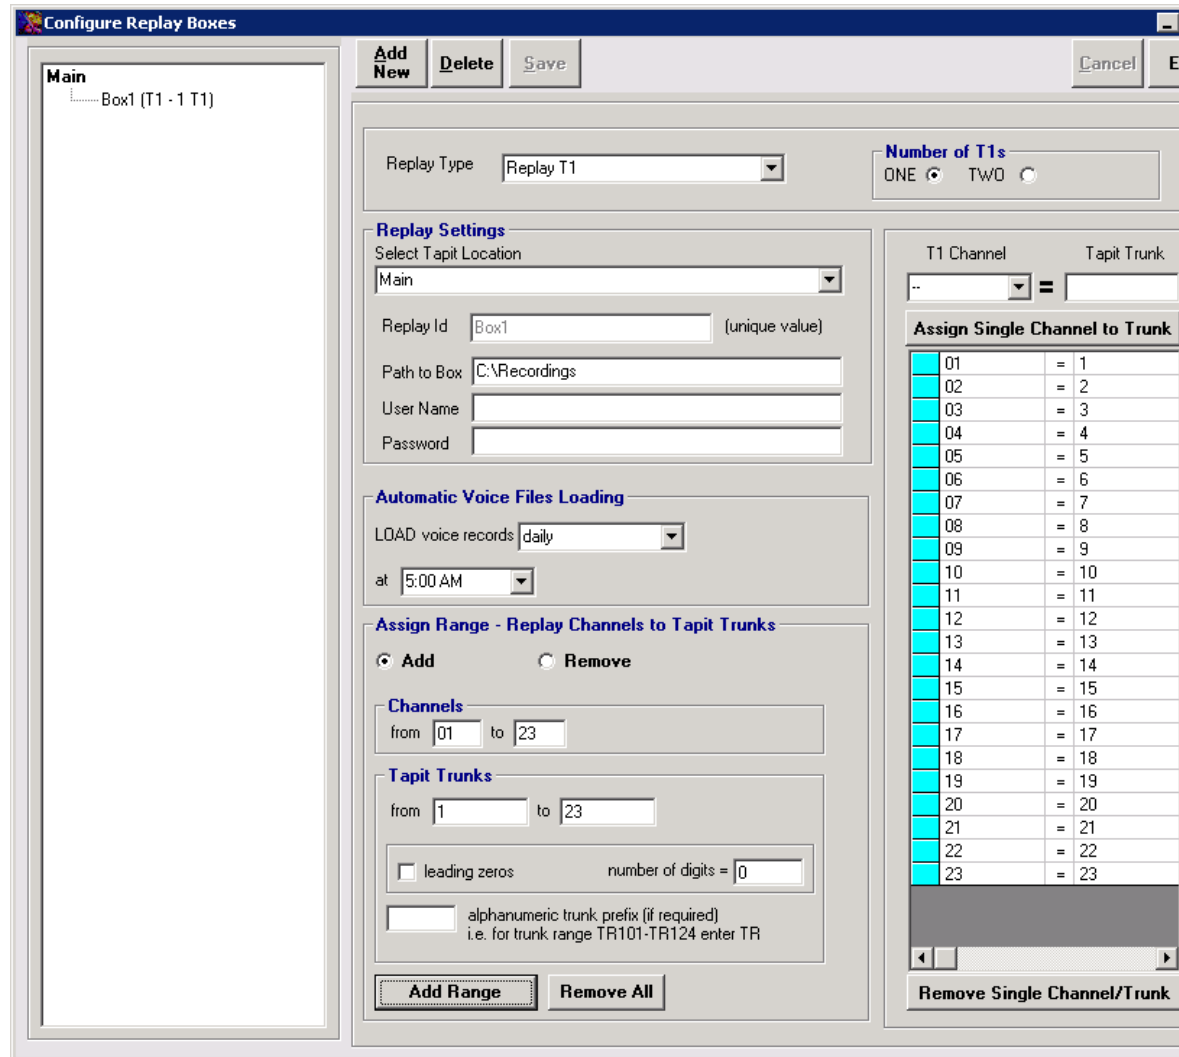 Configure Replay Boxes
Add New
Delete
Save
Cancel
E
Main
Box1 (T1 - 1 T1)
Replay Type
Replay T1
Number of T1s
ONE TWO
Replay Settings
Select Tapit Location
Main
Replay Id Box1 (unique value)
Path to Box C:\Recordings
User Name
Password
Automatic Voice Files Loading
LOAD voice records daily
at 5:00 AM
Assign Range - Replay Channels to Tapit Trunks
Add Remove
Channels
from 01 to 23
Tapit Trunks
from 1 to 23
leading zeros number of digits = 0
alphanumeric trunk prefix (if required)
i.e. for trunk range TR101-TR124 enter TR
Add Range Remove All
T1 Channel Tapit Trunk
-- =
Assign Single Channel to Trunk
01 = 1
02 = 2
03 = 3
04 = 4
05 = 5
06 = 6
07 = 7
08 = 8
09 = 9
10 = 10
11 = 11
12 = 12
13 = 13
14 = 14
15 = 15
16 = 16
17 = 17
18 = 18
19 = 19
20 = 20
21 = 21
22 = 22
23 = 23
Remove Single Channel/Trunk